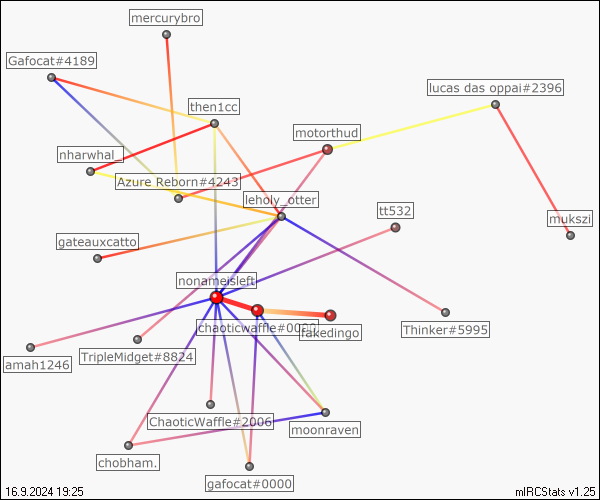 mercurybro
Gafocat#4189
lucas das oppai#2396
then1cc
motorthud
nharwhal_
Azure Reborn#4243
leholy_otter
tt532
mukszi
gateauxcatto
nonameisleft
chaoticwaffle#0000
fakedingo
Thinker#5995
amah1246
TripleMidget#8824
ChaoticWaffle#2006
moonraven
chobham.
gafocat#0000
16.9.2024 19:25
mIRCStats v1.25